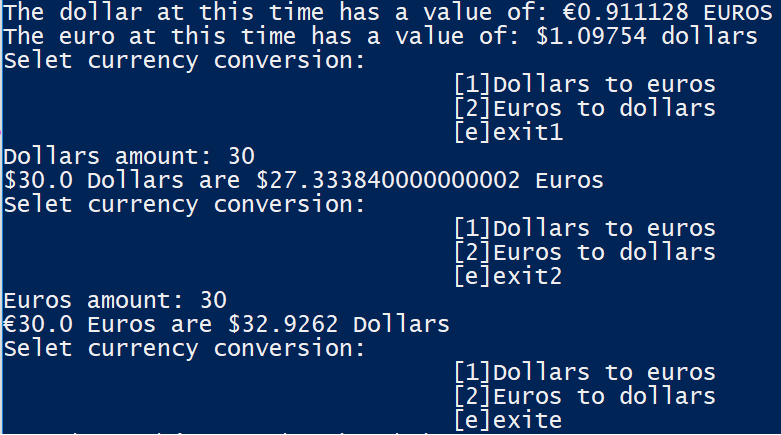 The dollar at this time has a value of: €0.911128 EUROS
The euro at this time has a value of: $1.09754 dollars
Selet currency conversion:
[1]Dollars to euros
[2]Euros to dollars
[e]exit1
Dollars amount: 30
$30.0 Dollars are $27.333840000000002 Euros
Selet currency conversion:
[1]Dollars to euros
[2]Euros to dollars
[e]exit2
Euros amount: 30
€30.0 Euros are $32.9262 Dollars
Selet currency conversion:
[1]Dollars to euros
[2]Euros to dollars
[e]exite